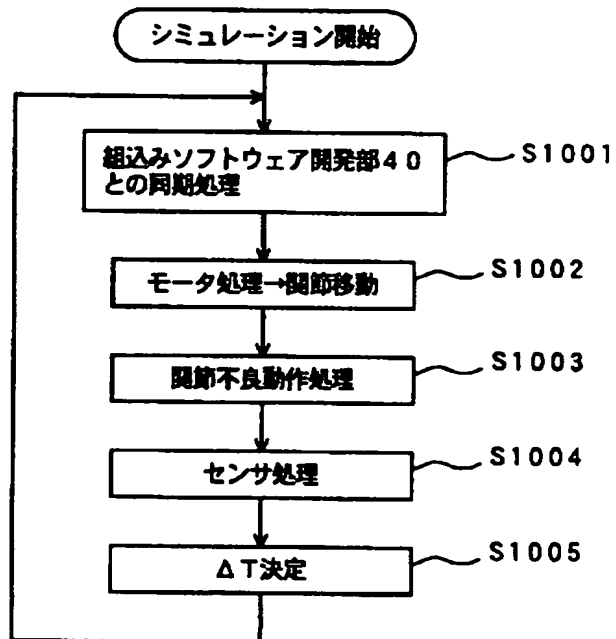 シミュレーション開始
組込みソフトウェア開発部40
との同期処理
S1001
モータ処理→関節移動
S1002
関節不良動作処理
S1003
センサ処理
S1004
ΔT決定
S1005